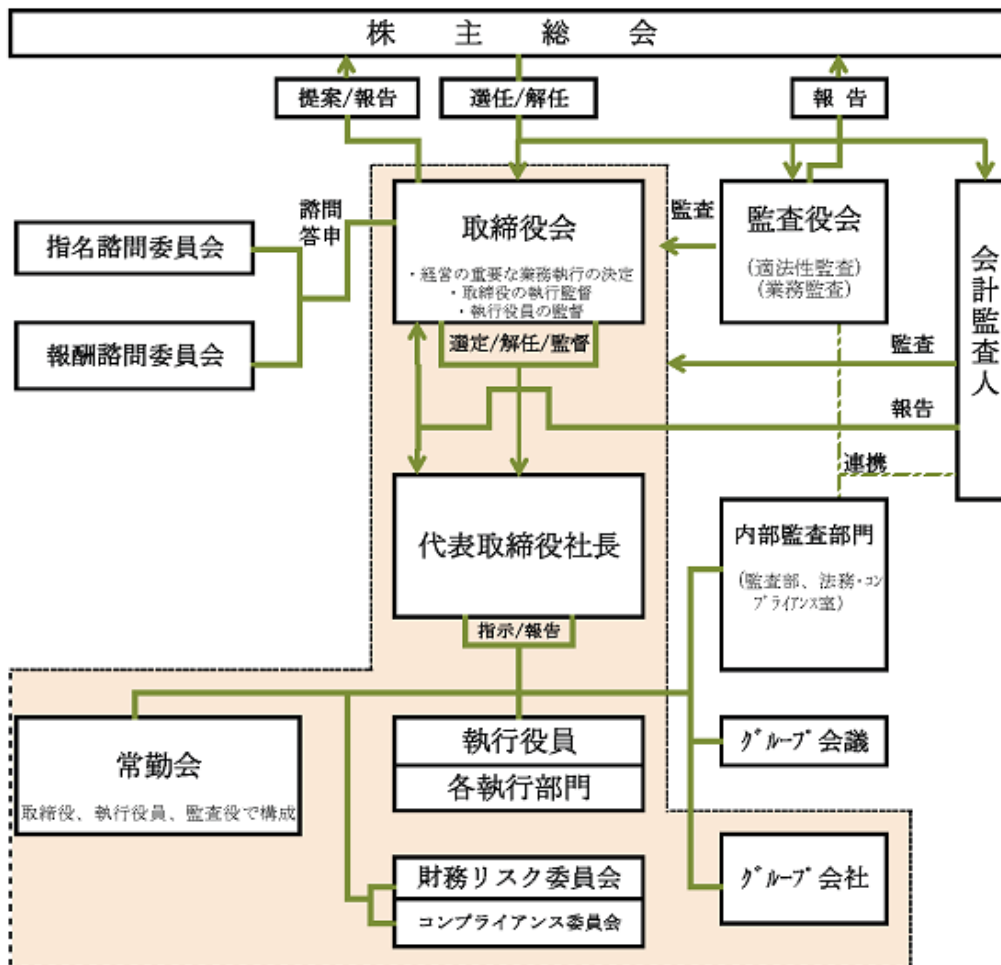 株主総会
提案/報告
選任/解任
報告
諮問
答申
指名諮問委員会
報酬諮問委員会
取締役会
・経営の重要な業務執行の決定
・取締役の執行監督
・執行役員の監督
選定/解任/監督
監査
監査役会
(適法性監査)
(業務監査)
会計監査人
監査
報告
連携
代表取締役社長
指示/報告
内部監査部門
(監査部、法務・コン
プライアンス室)
常勤会
取締役、執行役員、監査役で構成
執行役員
各執行部門
グループ会議
財務リスク委員会
コンプライアンス委員会
グループ会社